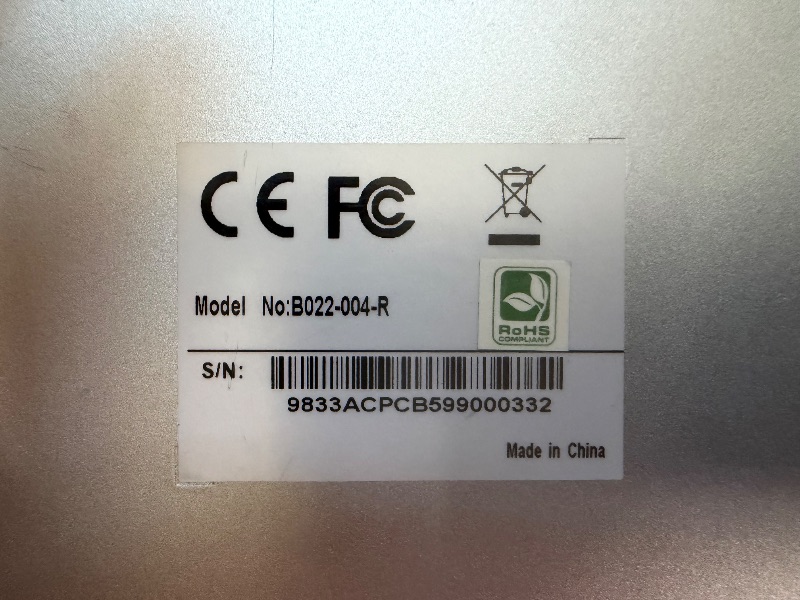 CE FC
Model No:B022-004-R
RoHS
COMPLIANT
S/N:
9833ACPCB599000332
Made in China